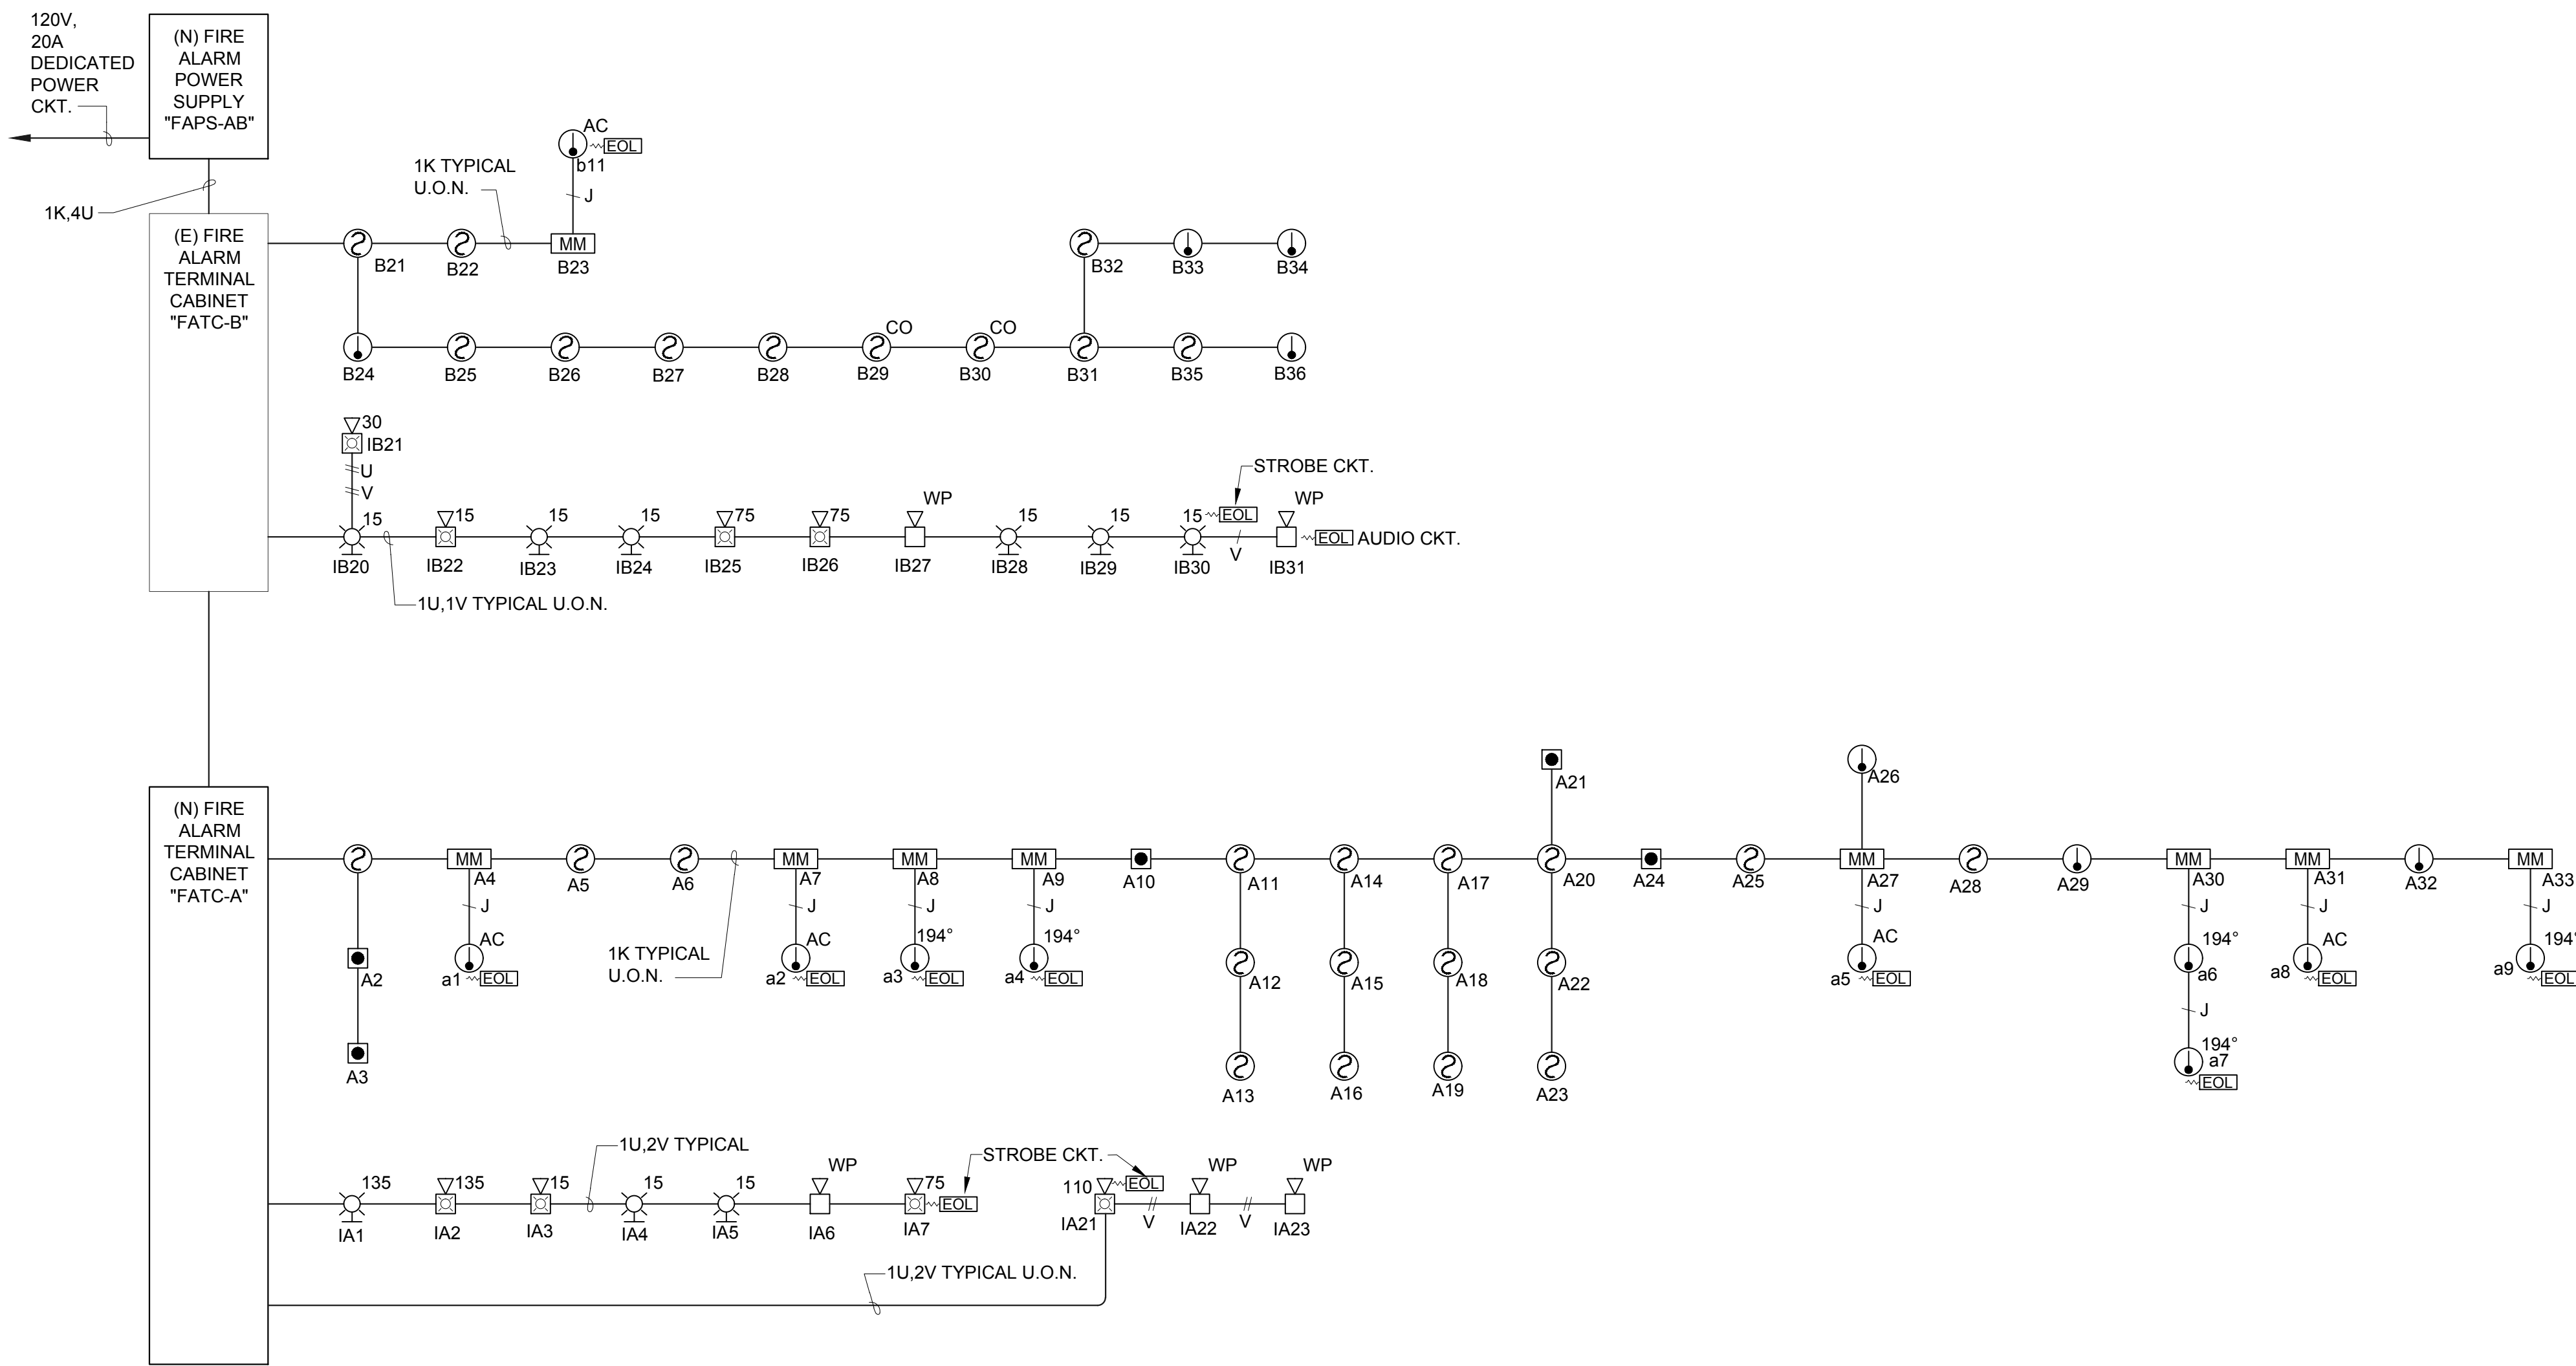 120V,
20A
DEDICATED
POWER
CKT.
(N) FIRE
ALARM
POWER
SUPPLY
"FAPS-AB"
1K,4U
(E) FIRE
ALARM
TERMINAL
CABINET
"FATC-B"
1K TYPICAL
U.O.N.
AC
EOL
b11
J
MM
B21
B22
B23
B32
B33
B34
CO
CO
B24
B25
B26
B27
B28
B29
B30
B31
B35
B36
30
IB21
U
V
STROBE CKT.
WP
WP
15
15
15
15
75
75
15
15
15
EOL
EOL
AUDIO CKT.
V
IB20
IB22
IB23
IB24
IB25
IB26
IB27
IB28
IB29
IB30
IB31
1U,1V TYPICAL U.O.N.
(N) FIRE
ALARM
TERMINAL
CABINET
"FATC-A"
A21
A26
MM
MM
MM
MM
MM
MM
MM
MM
A4
A5
A6
A7
A8
A9
A10
A11
A14
A17
A20
A24
A25
A27
A28
A29
A30
A31
A32
A33
J
J
J
J
J
J
J
J
AC
AC
194°
194°
AC
194°
AC
194°
1K TYPICAL
U.O.N.
A2
a1
EOL
a2
EOL
a3
EOL
a4
EOL
A12
A15
A18
A22
a5
EOL
a6
a8
EOL
a9
EOL
J
194°
a7
EOL
A3
A13
A16
A19
A23
1U,2V TYPICAL
STROBE CKT.
WP
WP
WP
135
135
15
15
15
75
EOL
110
EOL
V
V
IA1
IA2
IA3
IA4
IA5
IA6
IA7
IA21
IA22
IA23
1U,2V TYPICAL U.O.N.